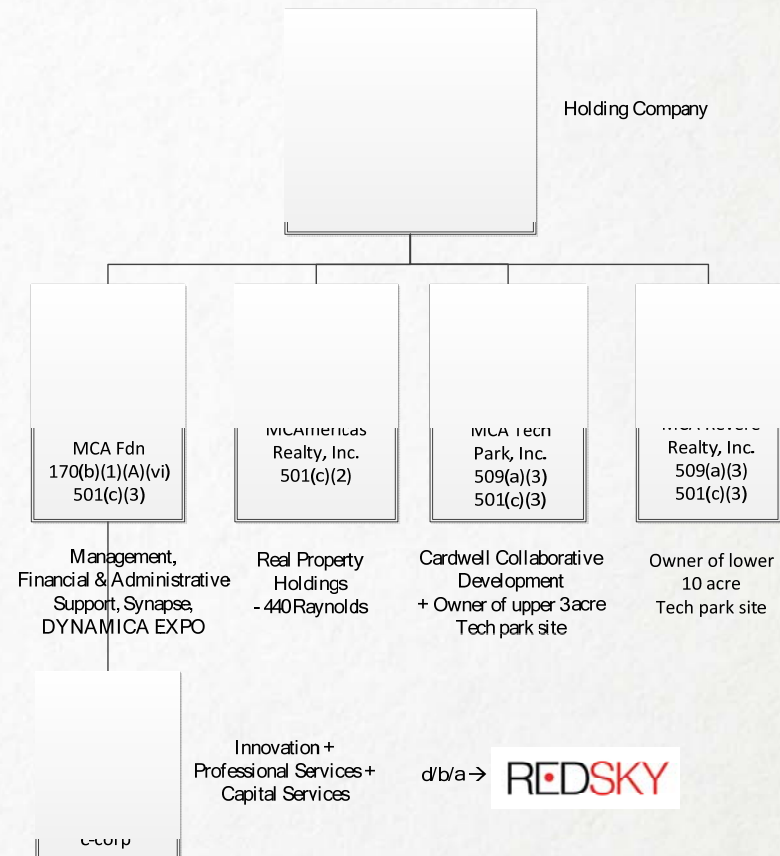 Holding Company
MCA Fdn
170(b)(1)(A)(vi)
501(c)(3)
MCAmericas
Realty, Inc.
501(c)(2)
MCA Tech
Park, Inc.
509(a)(3)
501(c)(3)
Realty, Inc.
509(a)(3)
501(c)(3)
Management,
Financial & Administrative
Support, Synapse,
DYNAMICA EXPO
Real Property
Holdings
- 440 Raynolds
Cardwell Collaborative
Development
+ Owner of upper 3 acre
Tech park site
Owner of lower
10 acre
Tech park site
Innovation +
Professional Services +
Capital Services
d/b/a→
REDSKY
c-corp